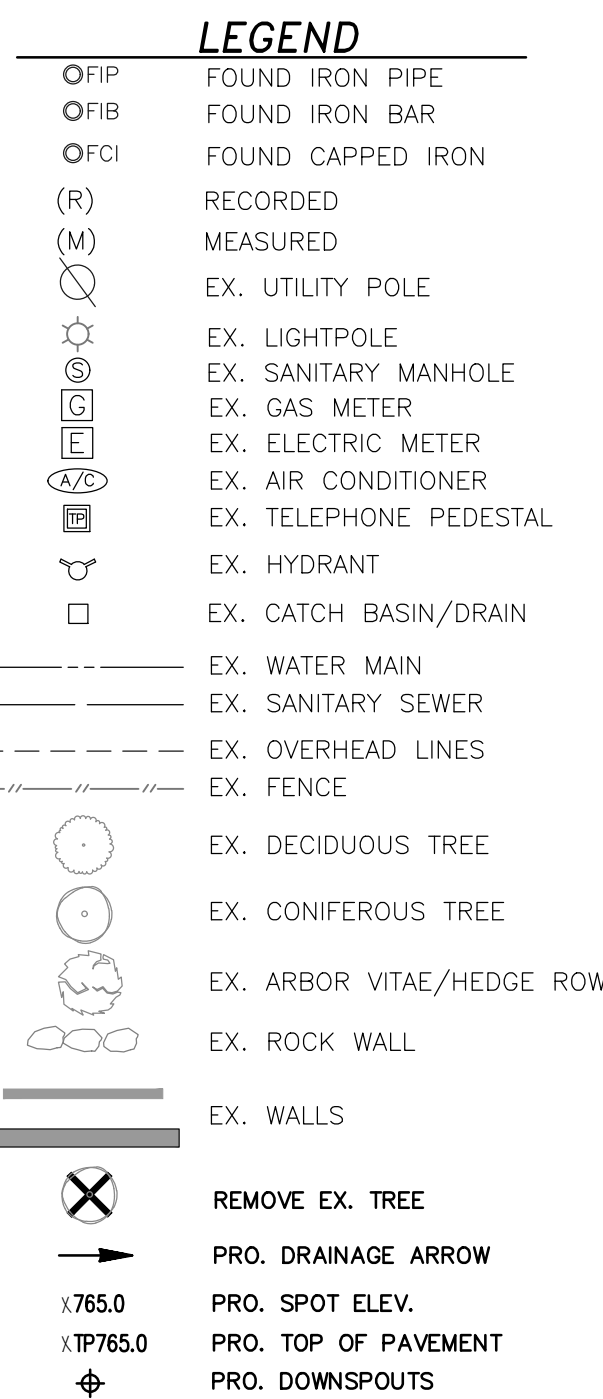 LEGEND
FIP FOUND IRON PIPE
FIB FOUND IRON BAR
FCI FOUND CAPPED IRON
(R) RECORDED
(M) MEASURED
EX. UTILITY POLE
EX. LIGHTPOLE
S EX. SANITARY MANHOLE
G EX. GAS METER
E EX. ELECTRIC METER
A/C EX. AIR CONDITIONER
TP EX. TELEPHONE PEDESTAL
EX. HYDRANT
EX. CATCH BASIN/DRAIN
EX. WATER MAIN
EX. SANITARY SEWER
EX. OVERHEAD LINES
EX. FENCE
EX. DECIDUOUS TREE
EX. CONIFEROUS TREE
EX. ARBOR VITAE/HEDGE ROW
EX. ROCK WALL
EX. WALLS
REMOVE EX. TREE
PRO. DRAINAGE ARROW
X765.0 PRO. SPOT ELEV.
XTP765.0 PRO. TOP OF PAVEMENT
PRO. DOWNSPOUTS